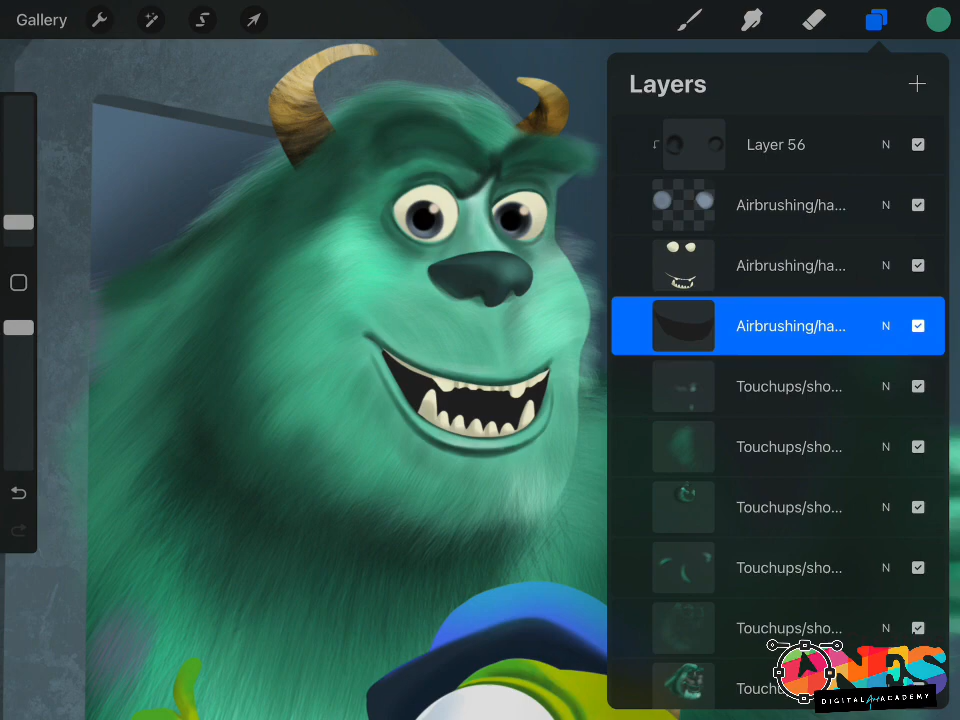 Gallery
Layers
Layer 56
N
Airbrushing/ha...
N
Airbrushing/ha...
N
Airbrushing/ha...
N
Touchups/sho...
N
Touchups/sho...
N
Touchups/sho...
N
Touchups/sho...
N
Touchups/sho...
N
DIGITAL Art ACADEMY